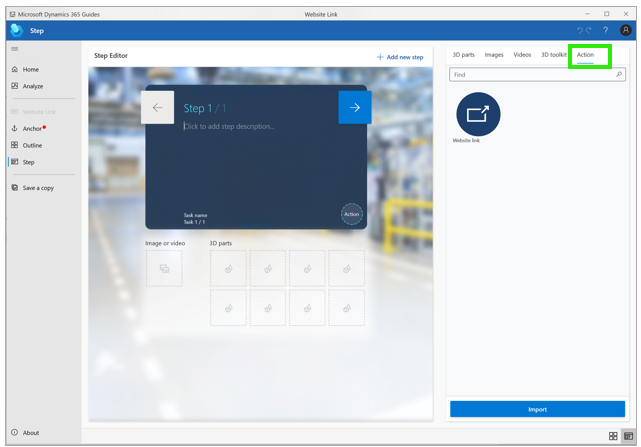 Microsoft Dynamics 365 Guides
Website Link
Step
?
A
Home
Analyze
Website Link
Anchor
Outline
Step
Save a copy
About
Step Editor
+ Add new step
Step 1 / 1
Click to add step description...
Task name
Task 1 / 1
Action
Image or video
3D parts
3D parts Images Videos 3D toolkit Action
Find
Website link
Import